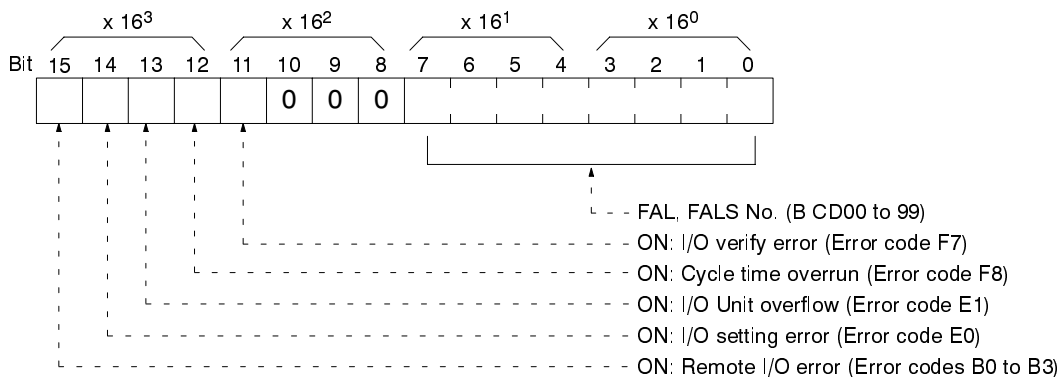 x 16³ x 16² x 16¹ x 16⁰
Bit 15 14 13 12 11 10 9 8 7 6 5 4 3 2 1 0
0 0 0
FAL, FALS No. (B CD00 to 99)
ON: I/O verify error (Error code F7)
ON: Cycle time overrun (Error code F8)
ON: I/O Unit overflow (Error code E1)
ON: I/O setting error (Error code E0)
ON: Remote I/O error (Error codes B0 to B3)